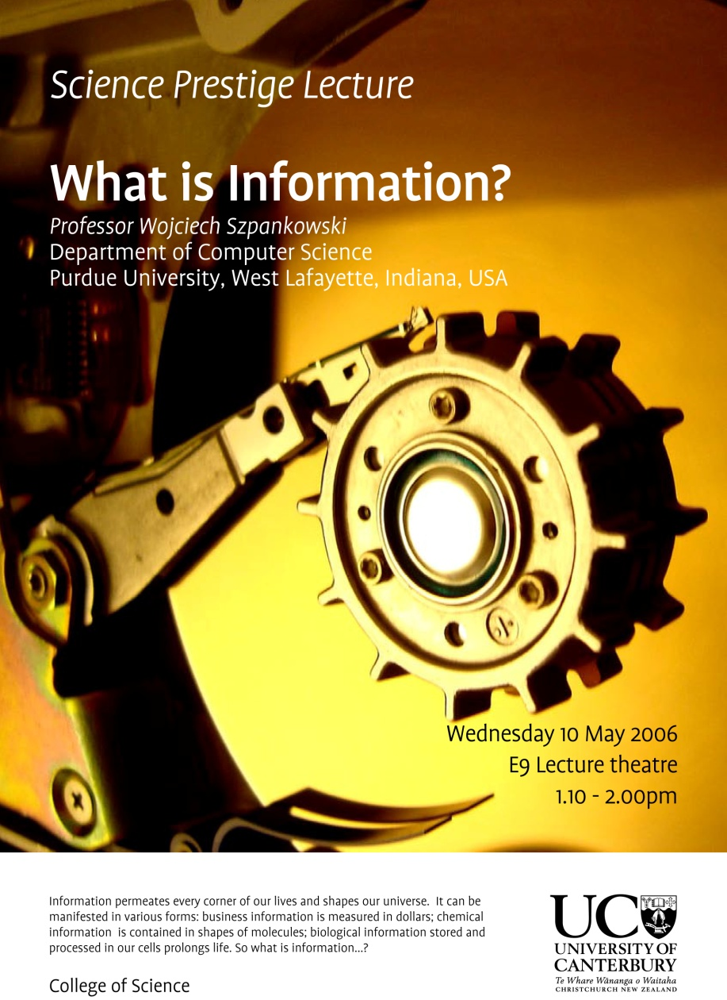 Science Prestige Lecture
What is Information?
Professor Wojciech Szpankowski
Department of Computer Science
Purdue University, West Lafayette, Indiana, USA
Wednesday 10 May 2006
E9 Lecture theatre
1.10 - 2.00pm
Information permeates every corner of our lives and shapes our universe.  It can be
manifested in various forms: business information is measured in dollars; chemical
information  is contained in shapes of molecules; biological information stored and
processed in our cells prolongs life. So what is information...?
College of Science
UC
UNIVERSITY OF
CANTERBURY
Te Whare Wānanga o Waitaha
CHRISTCHURCH NEW ZEALAND